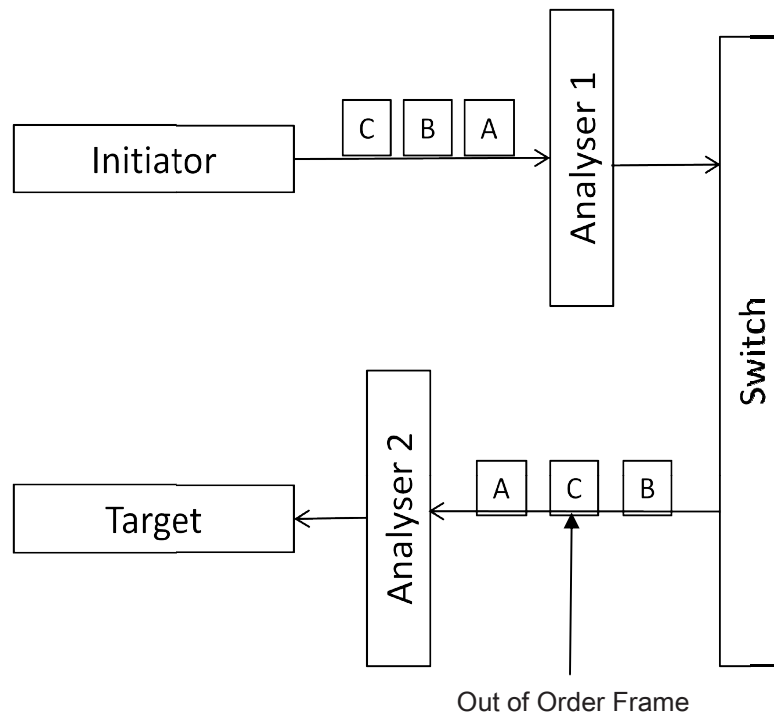 C B A
Initiator
Analyser 1
Switch
Analyser 2
A C B
Target
Out of Order Frame